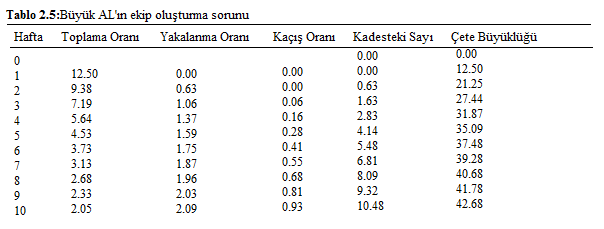 Tablo 2.5:Büyük AL'ın ekip oluşturma sorunu
Hafta Toplama Oranı Yakalanma Oranı Kaçış Oranı Kadesteki Sayı Çete Büyüklüğü
0 0.00 0.00
1 12.50 0.00 0.00 0.00 12.50
2 9.38 0.63 0.00 0.63 21.25
3 7.19 1.06 0.06 1.63 27.44
4 5.64 1.37 0.16 2.83 31.87
5 4.53 1.59 0.28 4.14 35.09
6 3.73 1.75 0.41 5.48 37.48
7 3.13 1.87 0.55 6.81 39.28
8 2.68 1.96 0.68 8.09 40.68
9 2.33 2.03 0.81 9.32 41.78
10 2.05 2.09 0.93 10.48 42.68